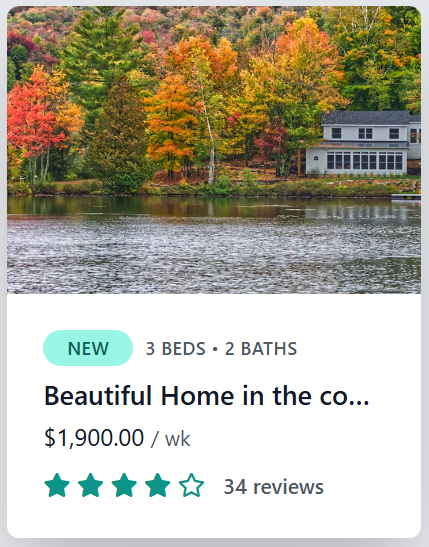 NEW 3 BEDS • 2 BATHS
Beautiful Home in the co...
$1,900.00 / wk
34 reviews